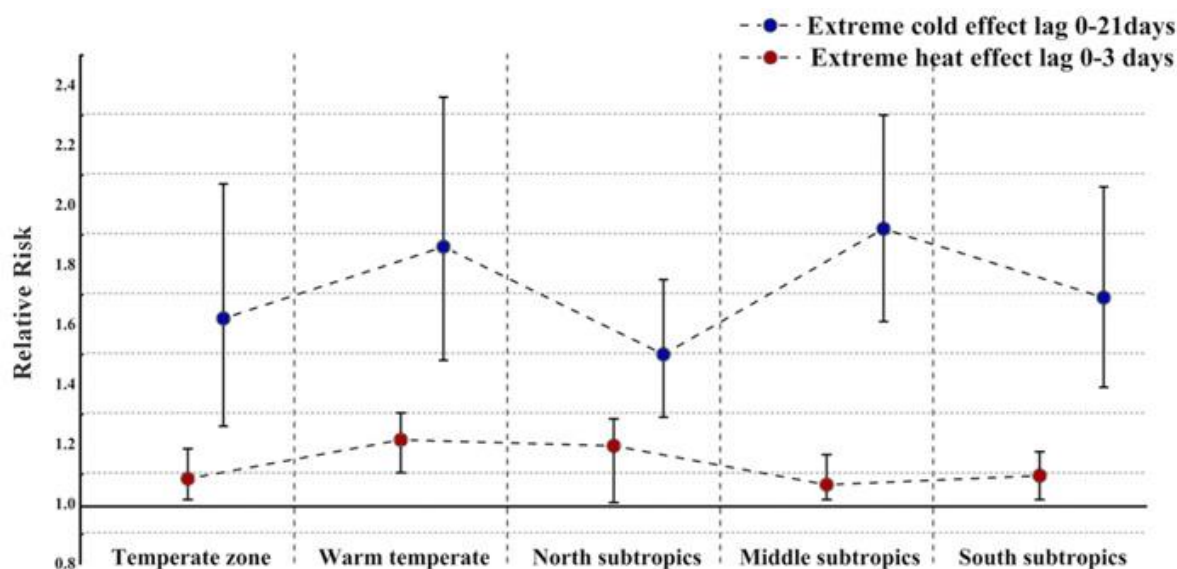 Extreme cold effect lag 0-21days
Extreme heat effect lag 0-3 days
Relative Risk
2.4
2.2
2.0
1.8
1.6
1.4
1.2
1.0
0.8
Temperate zone
Warm temperate
North subtropics
Middle subtropics
South subtropics